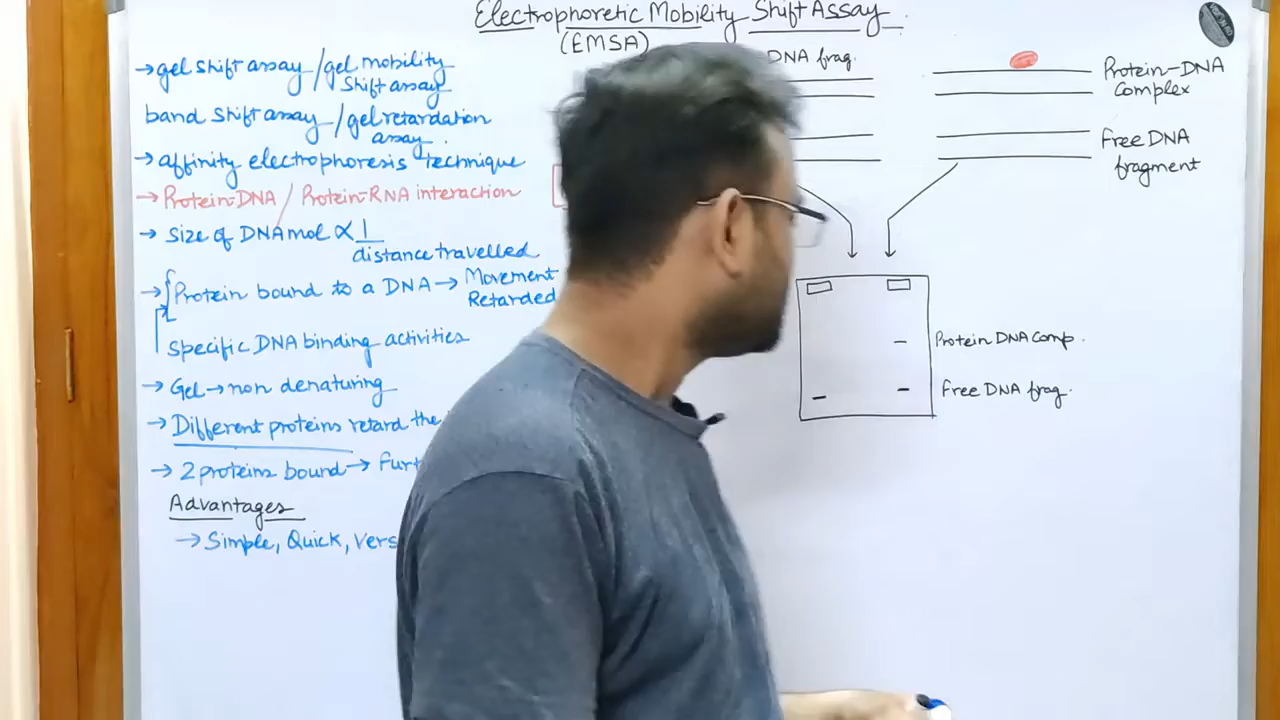 Electrophoretic Mobility Shift Assay
(EMSA)
→ gel shift assay / gel mobility
shift assay
band shift assay / gel retardation
assay.
→ affinity electrophoresis technique
→ Protein-DNA / Protein-RNA interaction
→ size of DNA mol ∝ 1
distance travelled
→ Protein bound to a DNA → Movement
Retarded
specific DNA binding activities
→ Gel → non denaturing
→ Different proteins retard the
→ 2 proteins bound →
Advantages
→ Simple, Quick,
DNA frag.
Protein-DNA
Complex
Free DNA
fragment
Protein DNA Comp.
Free DNA frag.